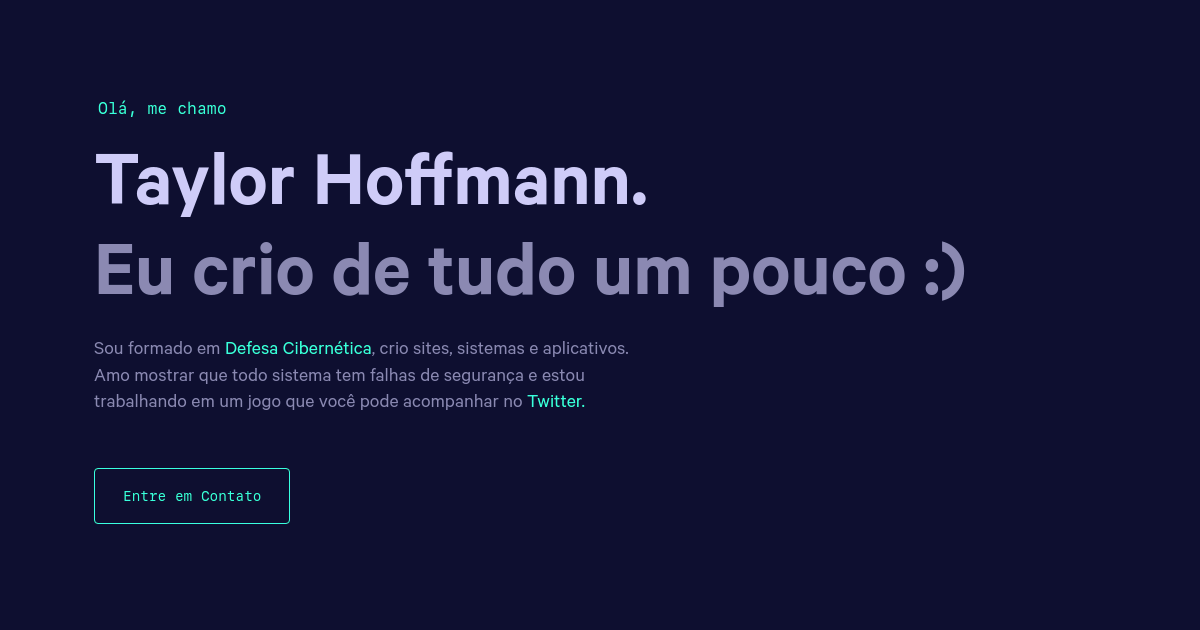 Olá, me chamo
Taylor Hoffmann.
Eu crio de tudo um pouco :)
Sou formado em Defesa Cibernética, crio sites, sistemas e aplicativos.
Amo mostrar que todo sistema tem falhas de segurança e estou
trabalhando em um jogo que você pode acompanhar no Twitter.
Entre em Contato